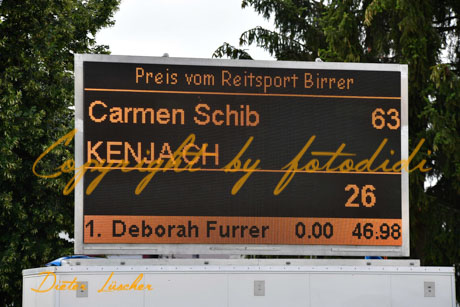 Preis vom Reitsport Birrer
Carmen Schib 63
KENJACH
Copyright by fotodidi
26
1. Deborah Furrer 0.00 46.98
Dieter Lüscher